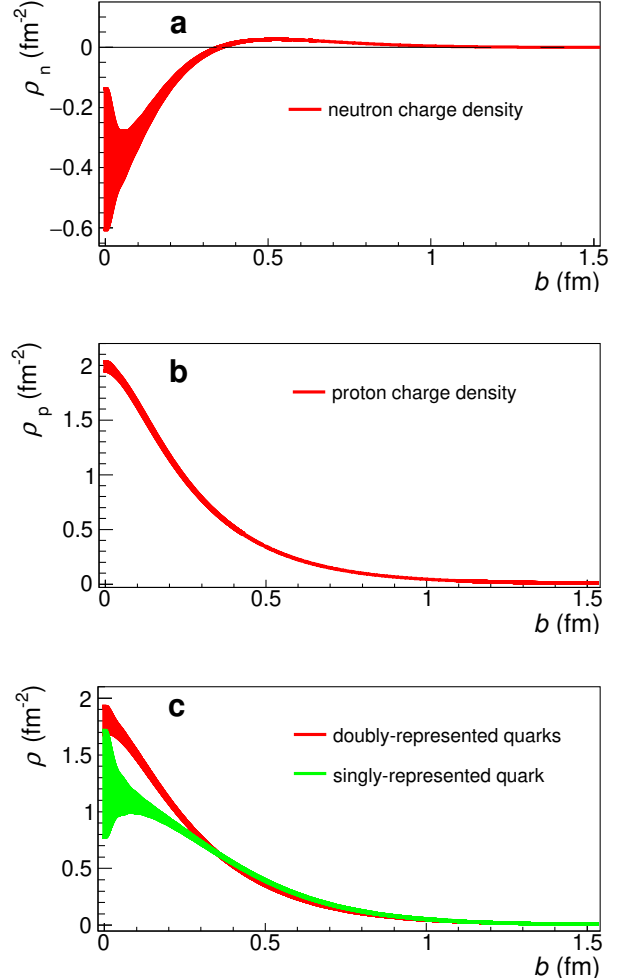 a
ρn (fm-2)
0
−0.2
−0.4
−0.6
neutron charge density
0 0.5 1 1.5
b (fm)
b
ρp (fm-2)
2
1.5
1
0.5
0
proton charge density
0 0.5 1 1.5
b (fm)
c
ρ (fm-2)
2
1.5
1
0.5
0
doubly-represented quarks
singly-represented quark
0 0.5 1 1.5
b (fm)